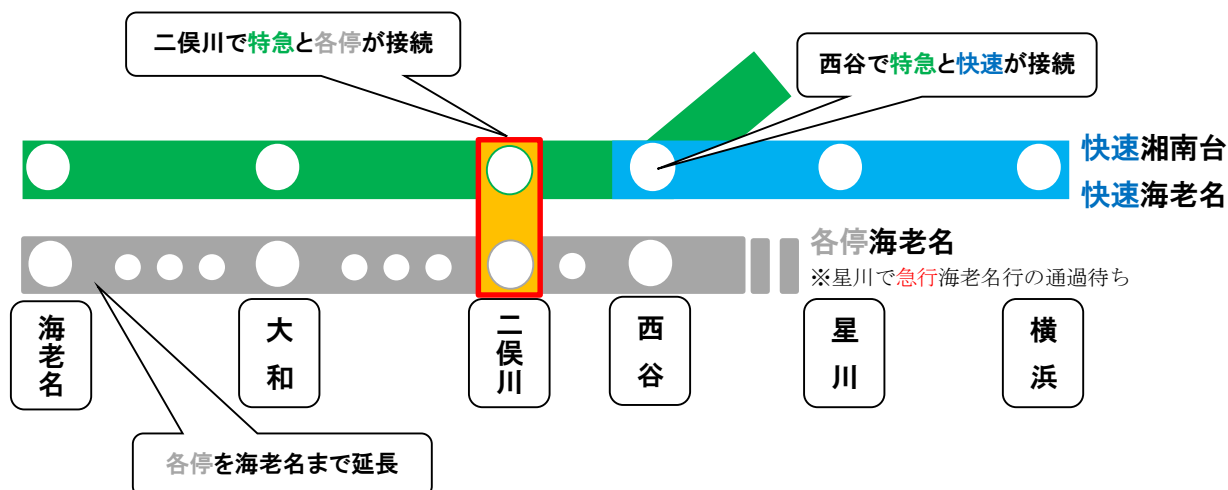 二俣川で特急と各停が接続
西谷で特急と快速が接続
快速湘南台
快速海老名
各停海老名
※星川で急行海老名行の通過待ち
海老名
大和
二俣川
西谷
星川
横浜
各停を海老名まで延長